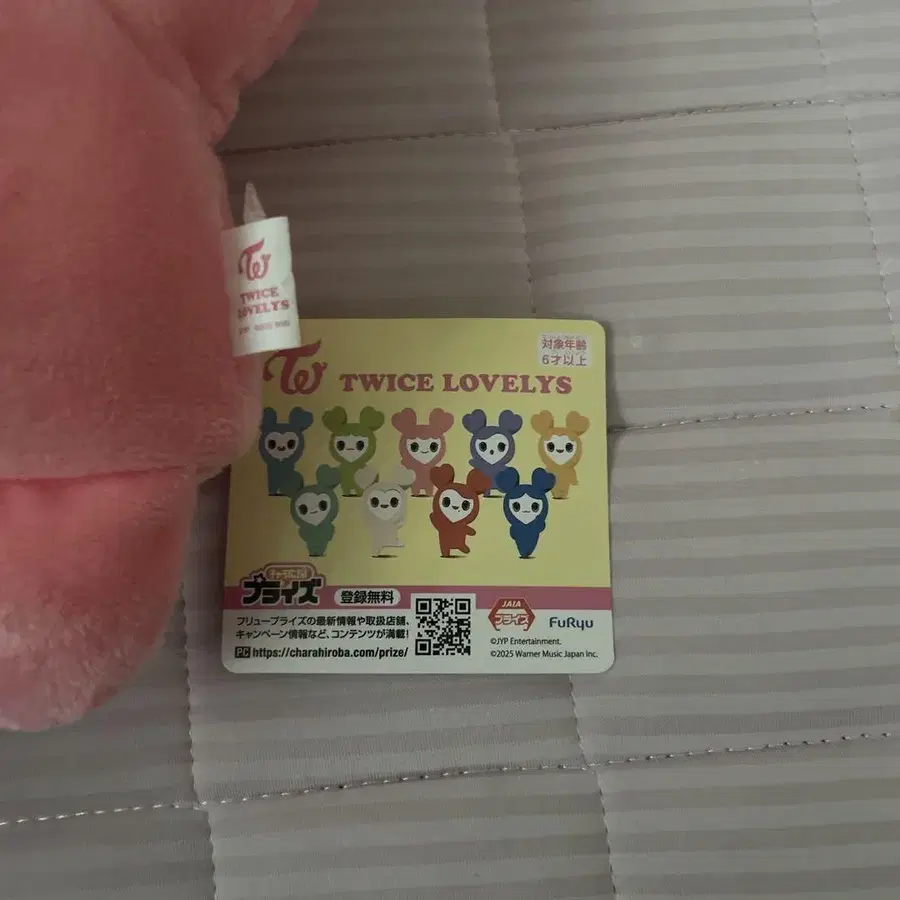 TW
TWICE
LOVELYS
対象年齢
6才以上
TW TWICE LOVELYS
プライズ
登録無料
フリュープライズの最新情報や取扱店舗、
キャンペーン情報など、コンテンツが満載!
PC https://charahiroba.com/prize/
JAIA
プライズ
FuRyu
©JYP Entertainment.
©2025 Warner Music Japan Inc.